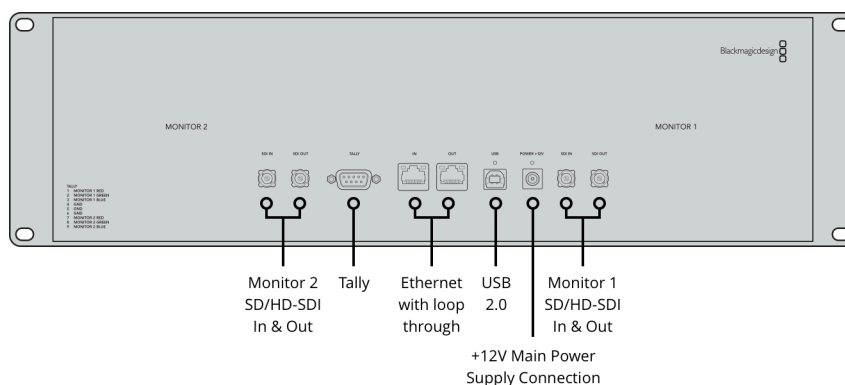 Blackmagicdesign
MONITOR 2
MONITOR 1
SDI IN
SDI OUT
TALLY
IN
OUT
USB
POWER +12V
SDI IN
SDI OUT
TALLY
1 MONITOR 1 RED
2 MONITOR 1 GREEN
3 MONITOR 1 BLUE
4 GND
5 GND
6 GND
7 MONITOR 2 RED
8 MONITOR 2 GREEN
9 MONITOR 2 BLUE
Monitor 2
SD/HD-SDI
In & Out
Tally
Ethernet
with loop
through
USB
2.0
Monitor 1
SD/HD-SDI
In & Out
+12V Main Power
Supply Connection